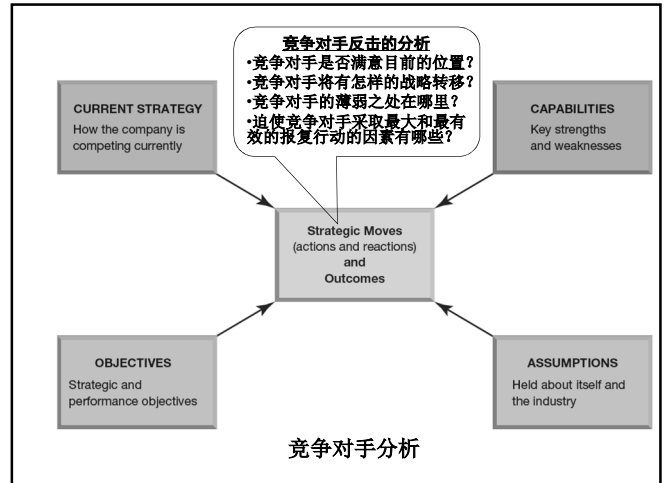 竞争对手反击的分析
•竞争对手是否满意目前的位置?
•竞争对手将有怎样的战略转移?
•竞争对手的薄弱之处在哪里?
•迫使竞争对手采取最大和最有
效的报复行动的因素有哪些?
CURRENT STRATEGY
How the company is
competing currently
CAPABILITIES
Key strengths
and weaknesses
Strategic Moves
(actions and reactions)
and
Outcomes
OBJECTIVES
Strategic and
performance objectives
ASSUMPTIONS
Held about itself and
the industry
竞争对手分析